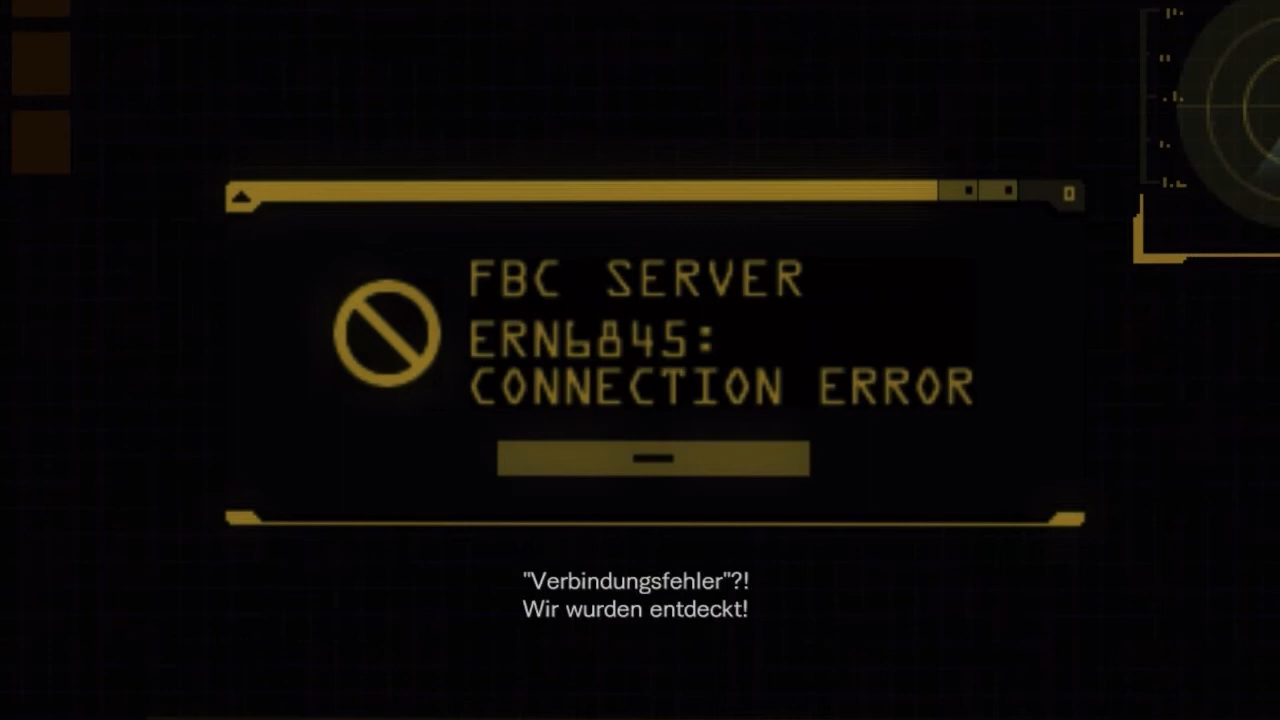 FBC SERVER
ERN6845:
CONNECTION ERROR
"Verbindungsfehler"?!
Wir wurden entdeckt!